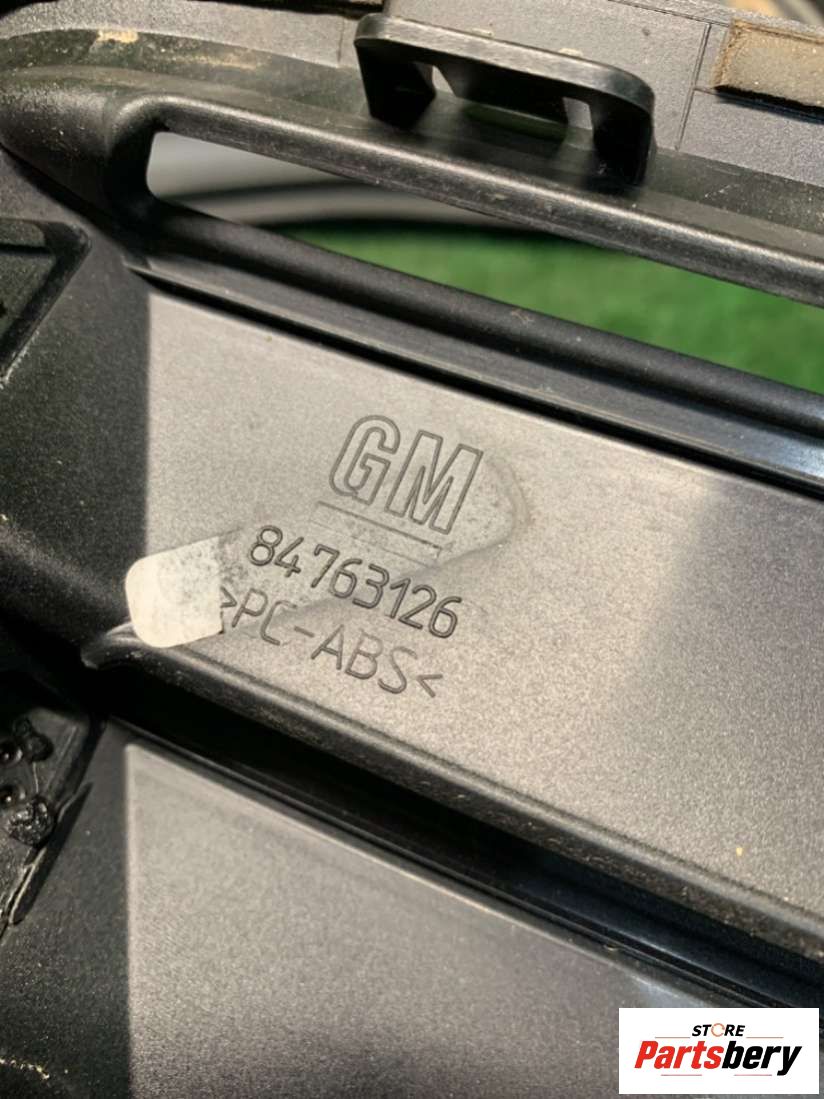 GM
84763126
>PC-ABS<
STORE
Partsbery